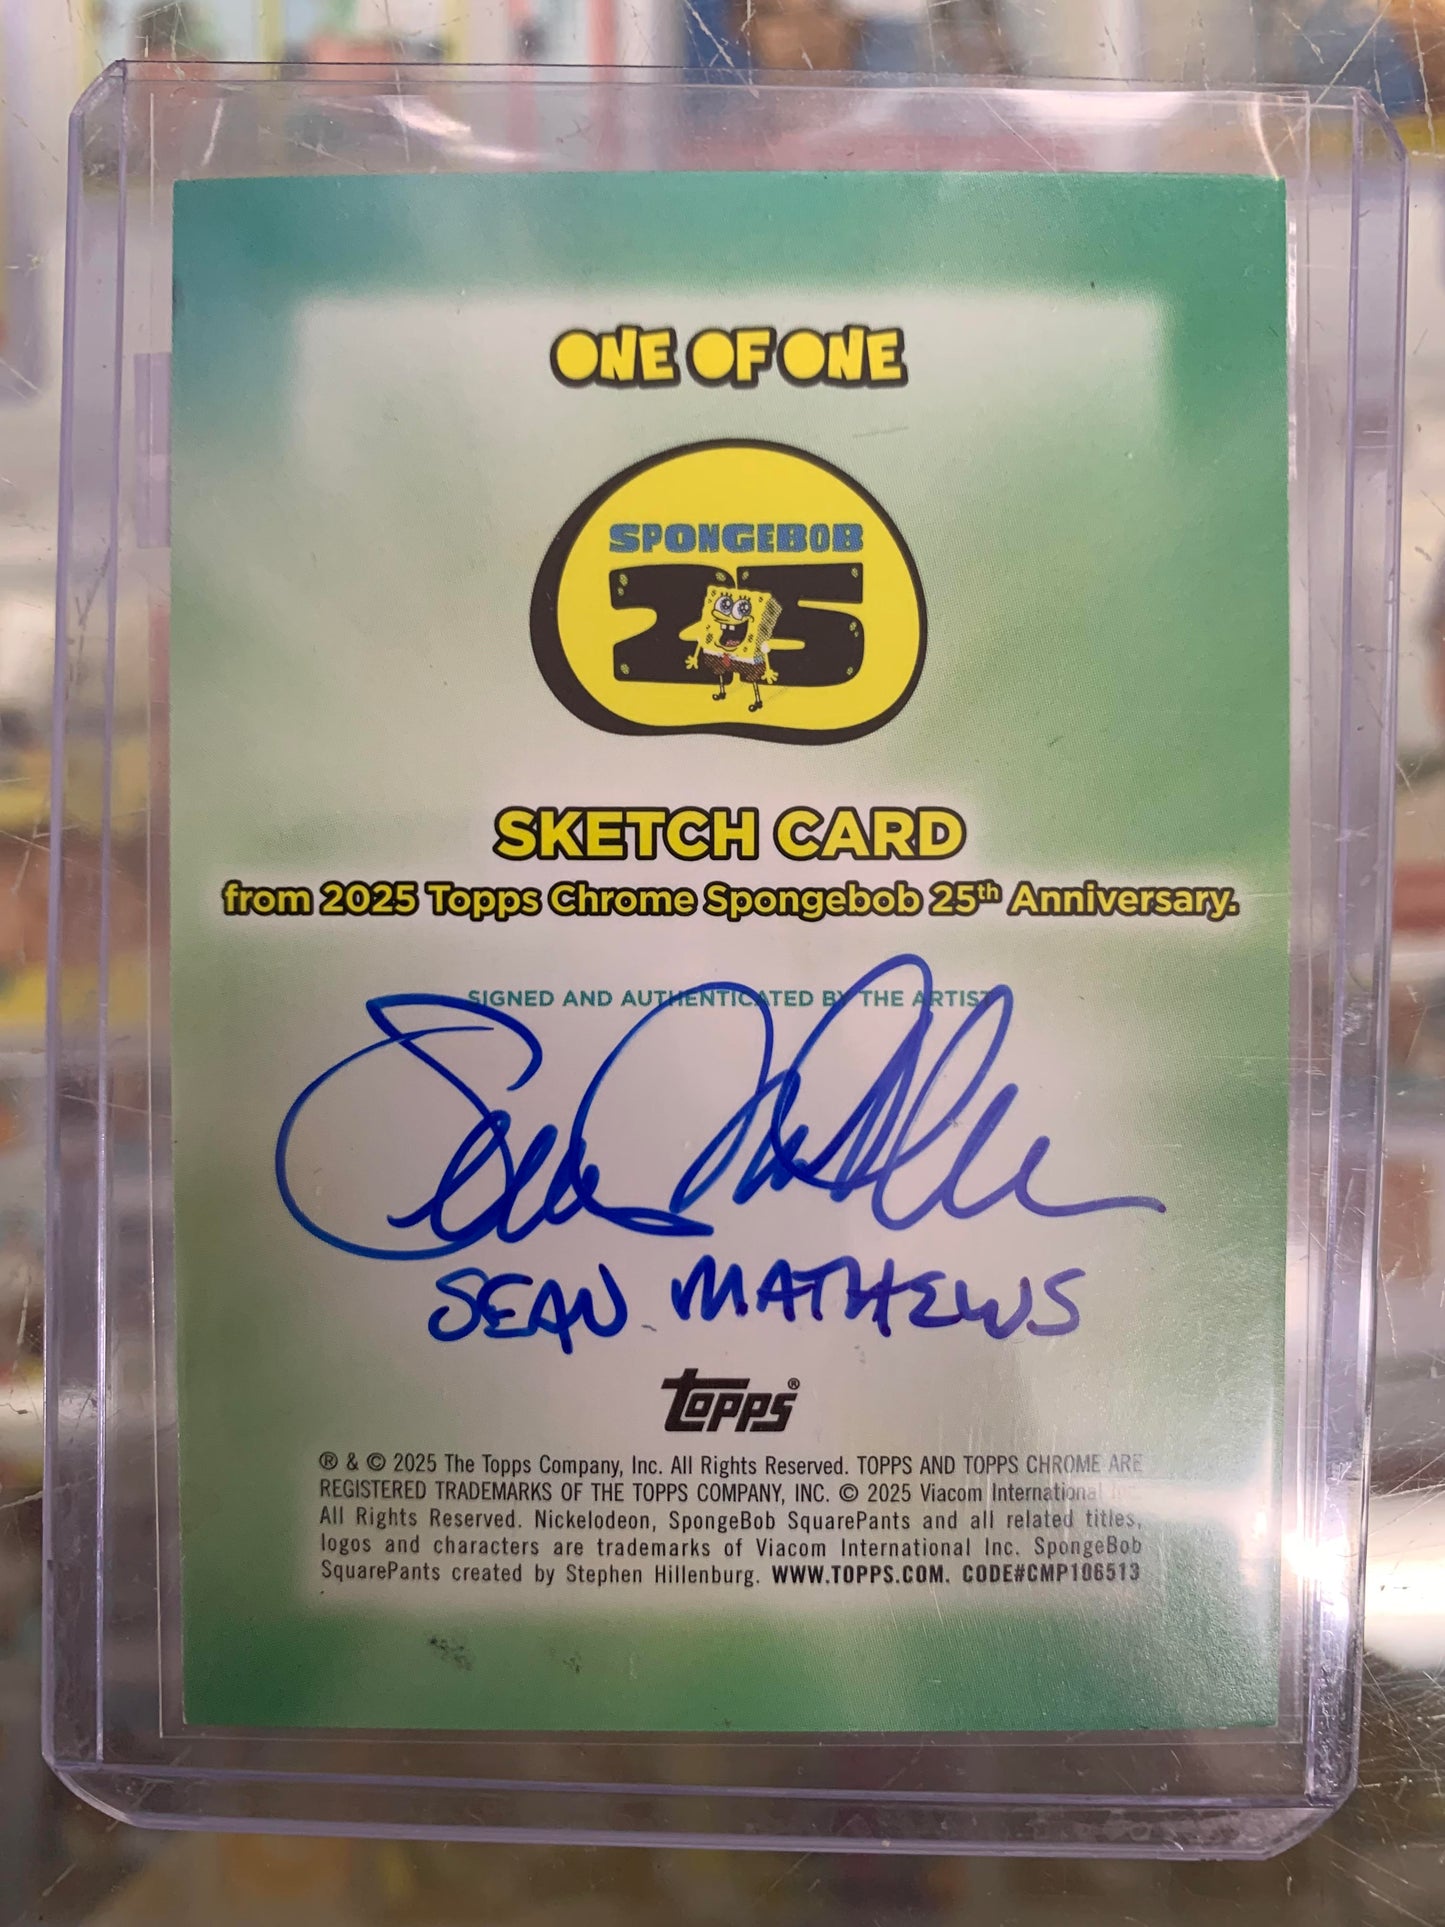 ONE OF ONE
SPONGEBOB
25
SKETCH CARD
from 2025 Topps Chrome Spongebob 25th Anniversary.
SIGNED AND AUTHENTICATED BY THE ARTIST
SEAN MATHEWS
topps®
® & © 2025 The Topps Company, Inc. All Rights Reserved. TOPPS AND TOPPS CHROME ARE
REGISTERED TRADEMARKS OF THE TOPPS COMPANY, INC. © 2025 Viacom International
All Rights Reserved. Nickelodeon, SpongeBob SquarePants and all related titles,
logos and characters are trademarks of Viacom International Inc. SpongeBob
SquarePants created by Stephen Hillenburg. WWW.TOPPS.COM. CODE#CMP106513